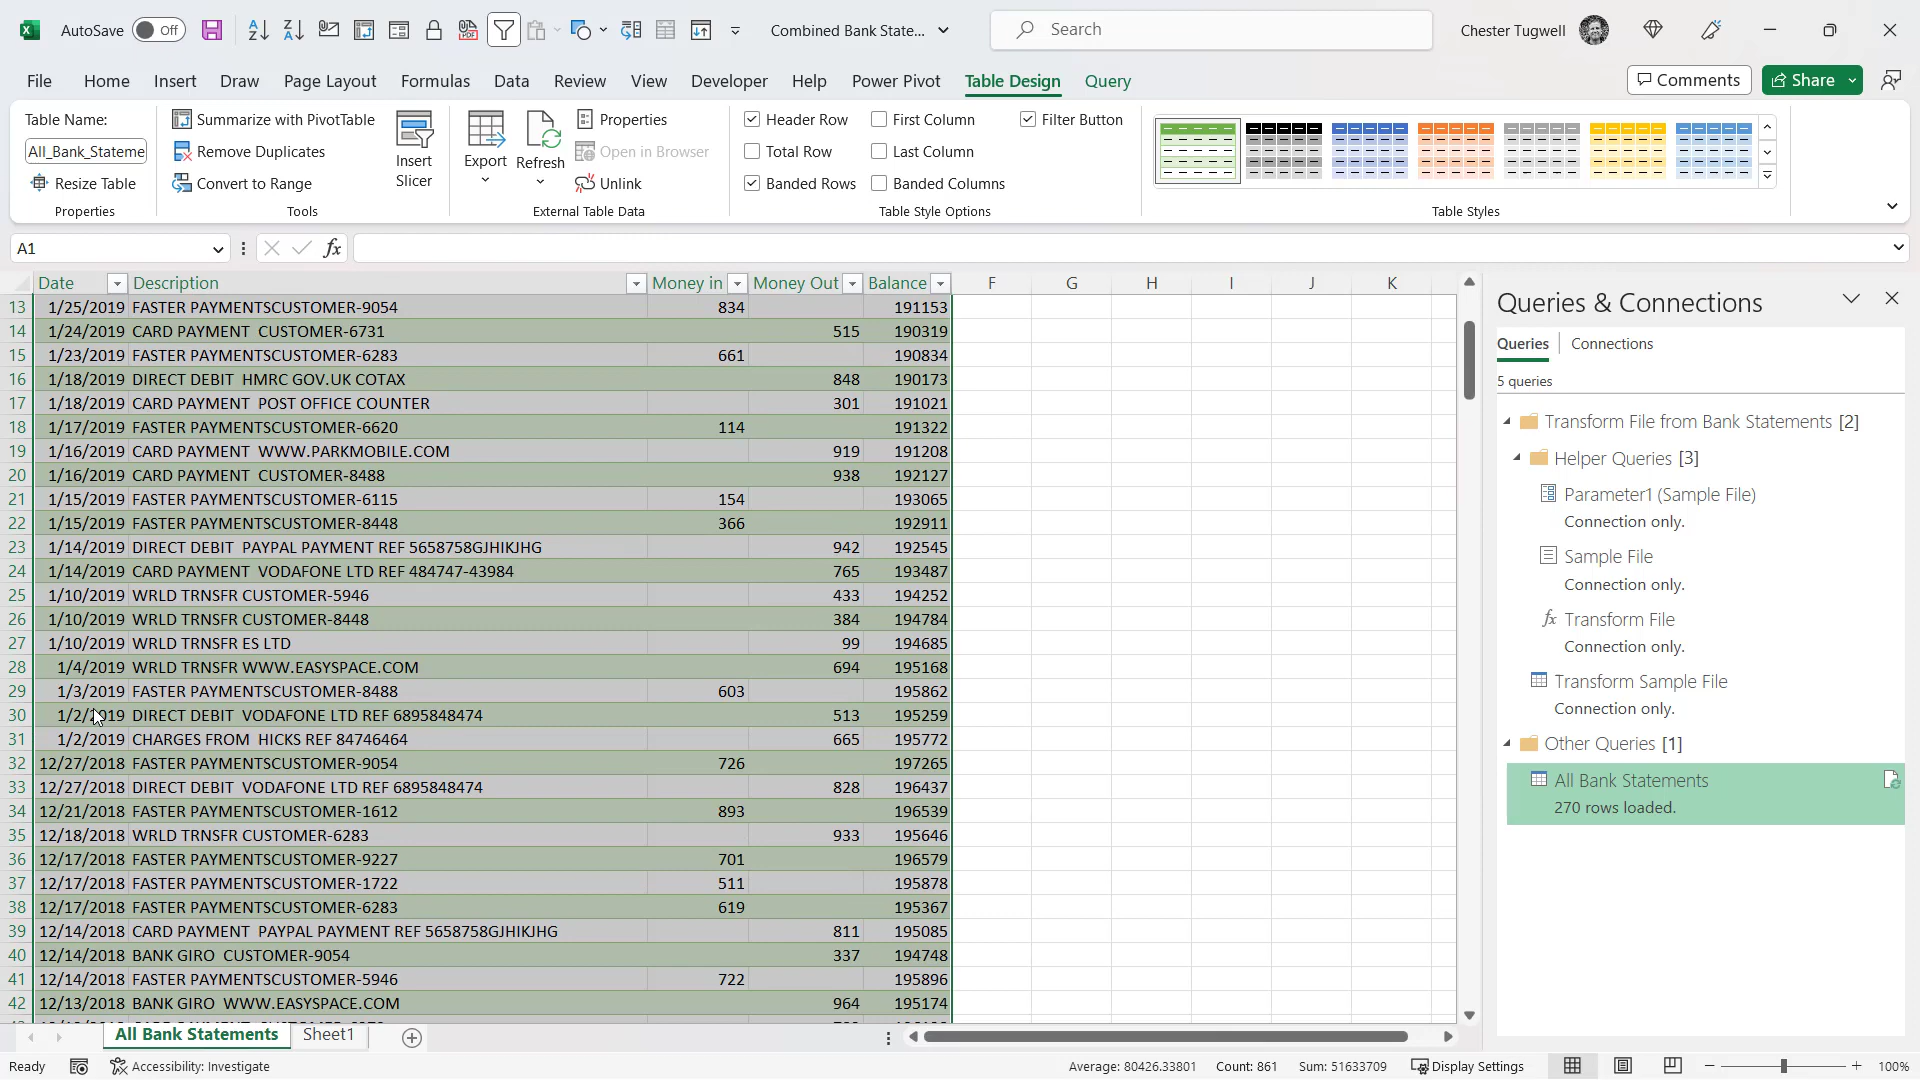 AutoSave Off Combined Bank State... Search Chester Tugwell
File Home Insert Draw Page Layout Formulas Data Review View Developer Help Power Pivot Table Design Query Comments Share
Table Name:
All_Bank_Stateme
Resize Table
Properties
Summarize with PivotTable
Remove Duplicates
Convert to Range
Tools
Insert
Slicer
Export
Refresh
Properties
Open in Browser
Unlink
External Table Data
Header Row First Column Filter Button
Total Row Last Column
Banded Rows Banded Columns
Table Style Options
Table Styles
A1 fx
Date Description Money in Money Out Balance F G H I J K
13 1/25/2019 FASTER PAYMENTSCUSTOMER-9054 834 191153
14 1/24/2019 CARD PAYMENT  CUSTOMER-6731 515 190319
15 1/23/2019 FASTER PAYMENTSCUSTOMER-6283 661 190834
16 1/18/2019 DIRECT DEBIT  HMRC GOV.UK COTAX 848 190173
17 1/18/2019 CARD PAYMENT  POST OFFICE COUNTER 301 191021
18 1/17/2019 FASTER PAYMENTSCUSTOMER-6620 114 191322
19 1/16/2019 CARD PAYMENT  WWW.PARKMOBILE.COM 919 191208
20 1/16/2019 CARD PAYMENT  CUSTOMER-8488 938 192127
21 1/15/2019 FASTER PAYMENTSCUSTOMER-6115 154 193065
22 1/15/2019 FASTER PAYMENTSCUSTOMER-8448 366 192911
23 1/14/2019 DIRECT DEBIT  PAYPAL PAYMENT REF 5658758GJHIKJHG 942 192545
24 1/14/2019 CARD PAYMENT  VODAFONE LTD REF 484747-43984 765 193487
25 1/10/2019 WRLD TRNSFR CUSTOMER-5946 433 194252
26 1/10/2019 WRLD TRNSFR CUSTOMER-8448 384 194784
27 1/10/2019 WRLD TRNSFR ES LTD 99 194685
28 1/4/2019 WRLD TRNSFR WWW.EASYSPACE.COM 694 195168
29 1/3/2019 FASTER PAYMENTSCUSTOMER-8488 603 195862
30 1/2/2019 DIRECT DEBIT  VODAFONE LTD REF 6895848474 513 195259
31 1/2/2019 CHARGES FROM  HICKS REF 84746464 665 195772
32 12/27/2018 FASTER PAYMENTSCUSTOMER-9054 726 197265
33 12/27/2018 DIRECT DEBIT  VODAFONE LTD REF 6895848474 828 196437
34 12/21/2018 FASTER PAYMENTSCUSTOMER-1612 893 196539
35 12/18/2018 WRLD TRNSFR CUSTOMER-6283 933 195646
36 12/17/2018 FASTER PAYMENTSCUSTOMER-9227 701 196579
37 12/17/2018 FASTER PAYMENTSCUSTOMER-1722 511 195878
38 12/17/2018 FASTER PAYMENTSCUSTOMER-6283 619 195367
39 12/14/2018 CARD PAYMENT  PAYPAL PAYMENT REF 5658758GJHIKJHG 811 195085
40 12/14/2018 BANK GIRO  CUSTOMER-9054 337 194748
41 12/14/2018 FASTER PAYMENTSCUSTOMER-5946 722 195896
42 12/13/2018 BANK GIRO  WWW.EASYSPACE.COM 964 195174
Queries & Connections
Queries Connections
5 queries
Transform File from Bank Statements [2]
Helper Queries [3]
Parameter1 (Sample File)
Connection only.
Sample File
Connection only.
fx Transform File
Connection only.
Transform Sample File
Connection only.
Other Queries [1]
All Bank Statements
270 rows loaded.
All Bank Statements Sheet1
Ready Accessibility: Investigate Average: 80426.33801 Count: 861 Sum: 51633709 Display Settings 100%